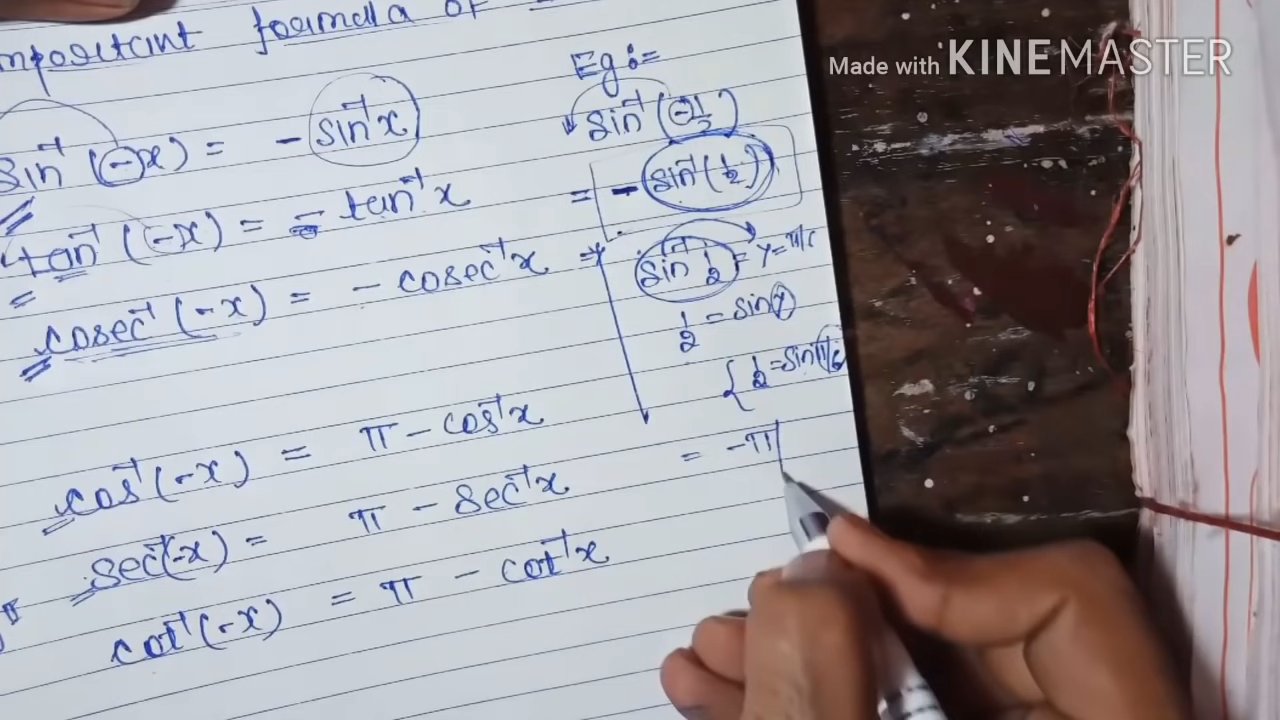 important formula of
Made with KINEMASTER
sin⁻¹ (-x) = - sin⁻¹x
tan⁻¹ (-x) = - tan⁻¹x
cosec⁻¹ (-x) = - cosec⁻¹x
cos⁻¹ (-x) = π - cos⁻¹x
sec⁻¹(-x) = π - sec⁻¹x
cot⁻¹ (-x) = π - cot⁻¹x
Eg :=
sin⁻¹ (-1/2)
= - sin⁻¹ (1/2)
⇒ sin⁻¹ 1/2 = y = π/6
1/2 = sin y
{ 1/2 = sin π/6
= -π/